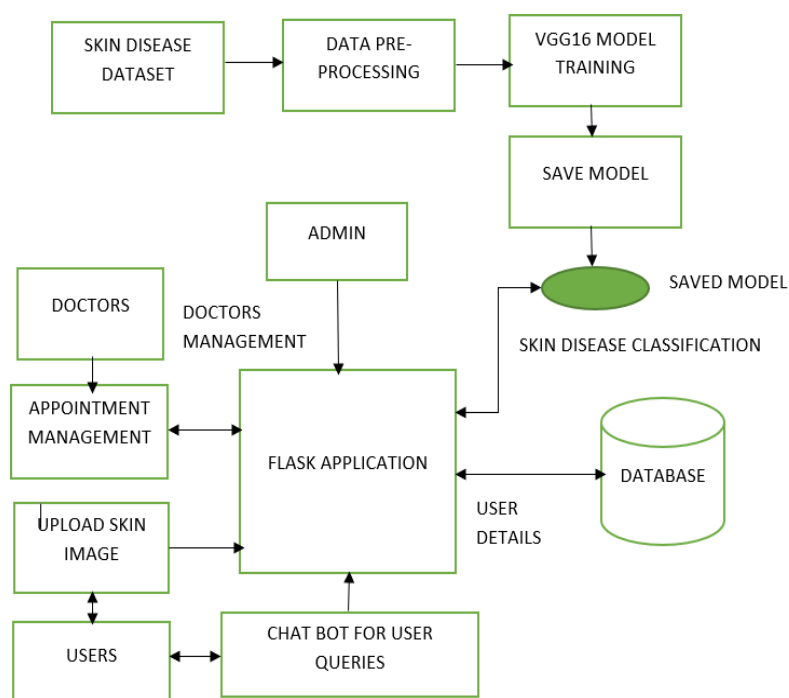 SKIN DISEASE
DATASET
DATA PRE-
PROCESSING
VGG16 MODEL
TRAINING
SAVE MODEL
ADMIN
SAVED MODEL
DOCTORS
DOCTORS
MANAGEMENT
SKIN DISEASE CLASSIFICATION
APPOINTMENT
MANAGEMENT
FLASK APPLICATION
DATABASE
UPLOAD SKIN
IMAGE
USER
DETAILS
USERS
CHAT BOT FOR USER
QUERIES